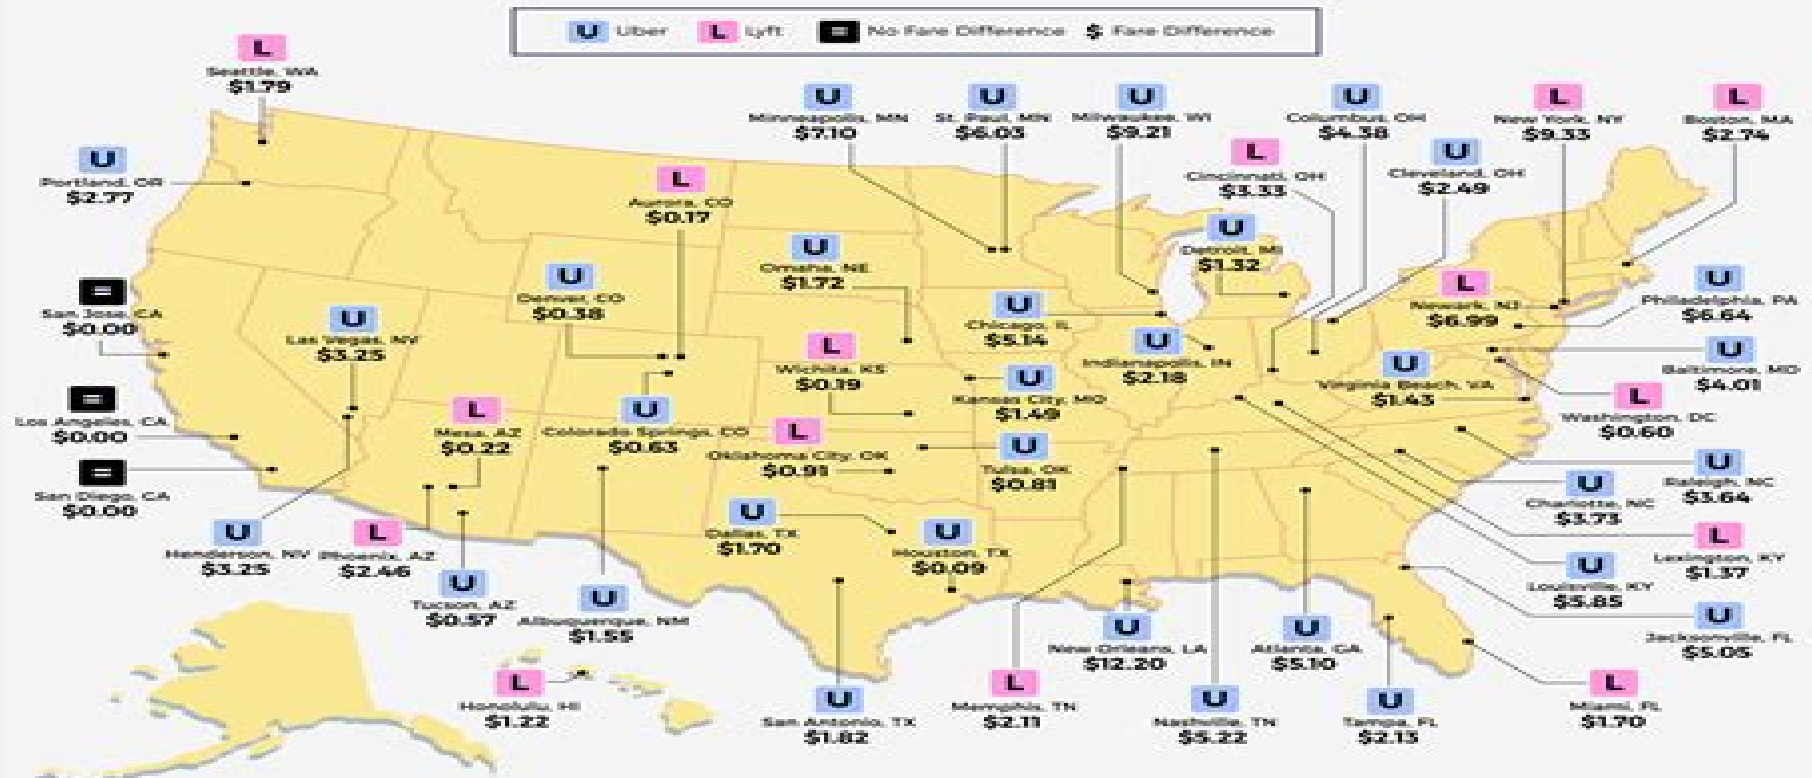 U Uber L Lyft = No Fare Difference $ Fare Difference
L
Seattle, WA
$1.79
U
Portland, OR
$2.77
=
San Jose, CA
$0.00
=
Los Angeles, CA
$0.00
=
San Diego, CA
$0.00
U
Las Vegas, NV
$3.25
U
Henderson, NV
$3.25
L
Phoenix, AZ
$2.46
L
Mesa, AZ
$0.22
U
Tucson, AZ
$0.57
U
Albuquerque, NM
$1.55
L
Honolulu, HI
$1.22
L
Aurora, CO
$0.17
U
Denver, CO
$0.38
U
Colorado Springs, CO
$0.63
U
Omaha, NE
$1.72
L
Wichita, KS
$0.19
L
Oklahoma City, OK
$0.91
U
Tulsa, OK
$0.81
U
Kansas City, MO
$1.49
U
Dallas, TX
$1.70
U
Houston, TX
$0.09
U
San Antonio, TX
$1.82
U
Minneapolis, MN
$7.10
U
St. Paul, MN
$6.03
U
Milwaukee, WI
$9.21
U
Chicago, IL
$5.14
U
Indianapolis, IN
$2.18
U
Detroit, MI
$1.32
L
Cincinnati, OH
$3.33
U
Columbus, OH
$4.38
U
Cleveland, OH
$2.49
L
New York, NY
$9.33
L
Boston, MA
$2.74
L
Newark, NJ
$6.99
U
Philadelphia, PA
$6.64
U
Baltimore, MD
$4.01
L
Washington, DC
$0.60
U
Virginia Beach, VA
$1.43
U
Raleigh, NC
$3.64
U
Charlotte, NC
$3.73
L
Lexington, KY
$1.37
U
Louisville, KY
$5.85
U
Jacksonville, FL
$5.05
L
Miami, FL
$1.70
U
Tampa, FL
$2.13
U
Atlanta, GA
$5.10
U
Nashville, TN
$5.22
L
Memphis, TN
$2.11
U
New Orleans, LA
$12.20